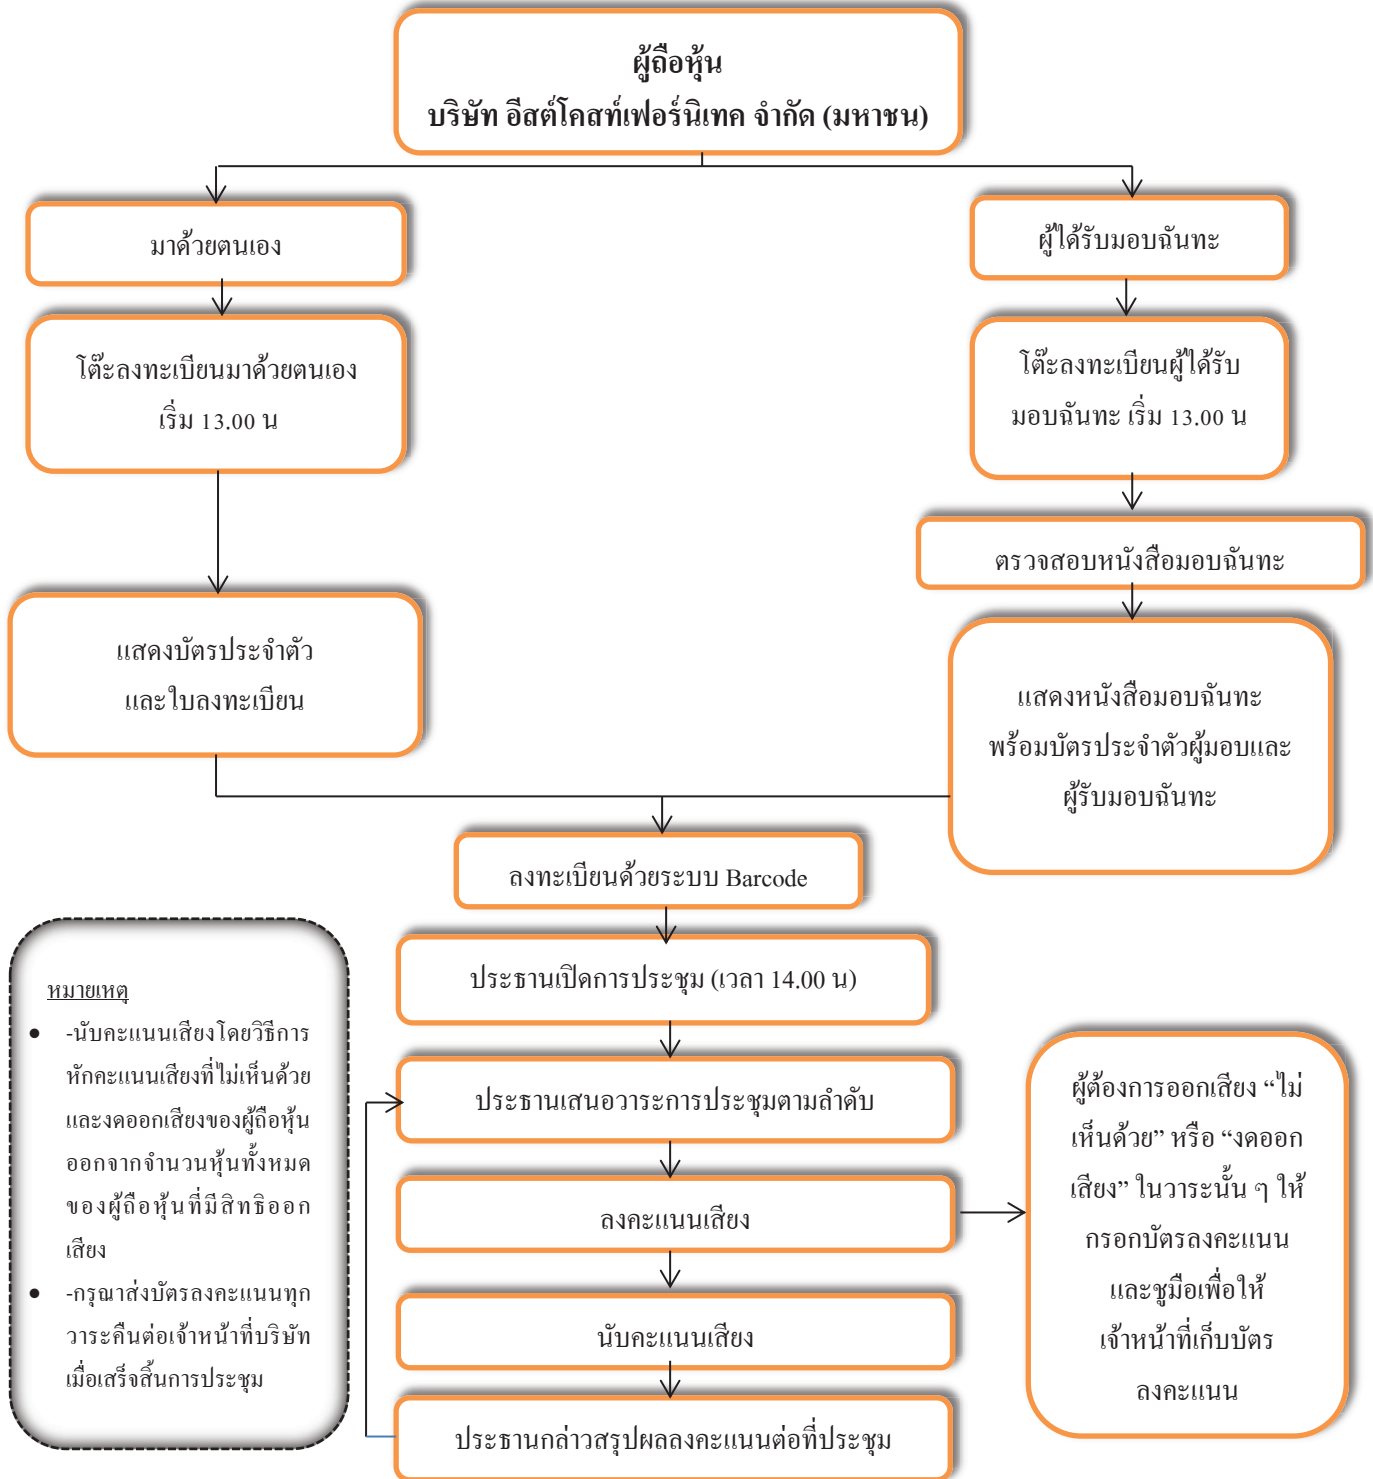 ผู้ถือหุ้น
บริษัท อีสต์โคสท์เฟอร์นิเทค จำกัด (มหาชน)
มาด้วยตนเอง
ผู้ได้รับมอบฉันทะ
โต๊ะลงทะเบียนมาด้วยตนเอง
เริ่ม 13.00 น
โต๊ะลงทะเบียนผู้ได้รับ
มอบฉันทะ เริ่ม 13.00 น
ตรวจสอบหนังสือมอบฉันทะ
แสดงบัตรประจำตัว
และใบลงทะเบียน
แสดงหนังสือมอบฉันทะ
พร้อมบัตรประจำตัวผู้มอบและ
ผู้รับมอบฉันทะ
ลงทะเบียนด้วยระบบ Barcode
ประธานเปิดการประชุม (เวลา 14.00 น)
ประธานเสนอวาระการประชุมตามลำดับ
ลงคะแนนเสียง
นับคะแนนเสียง
ประธานกล่าวสรุปผลลงคะแนนต่อที่ประชุม
ผู้ต้องการออกเสียง “ไม่
เห็นด้วย” หรือ “งดออก
เสียง” ในวาระนั้น ๆ ให้
กรอกบัตรลงคะแนน
และชูมือเพื่อให้
เจ้าหน้าที่เก็บบัตร
ลงคะแนน
หมายเหตุ
● -นับคะแนนเสียงโดยวิธีการ
หักคะแนนเสียงที่ไม่เห็นด้วย
และงดออกเสียงของผู้ถือหุ้น
ออกจากจำนวนหุ้นทั้งหมด
ของผู้ถือหุ้นที่มีสิทธิออก
เสียง
● -กรุณาส่งบัตรลงคะแนนทุก
วาระคืนต่อเจ้าหน้าที่บริษัท
เมื่อเสร็จสิ้นการประชุม